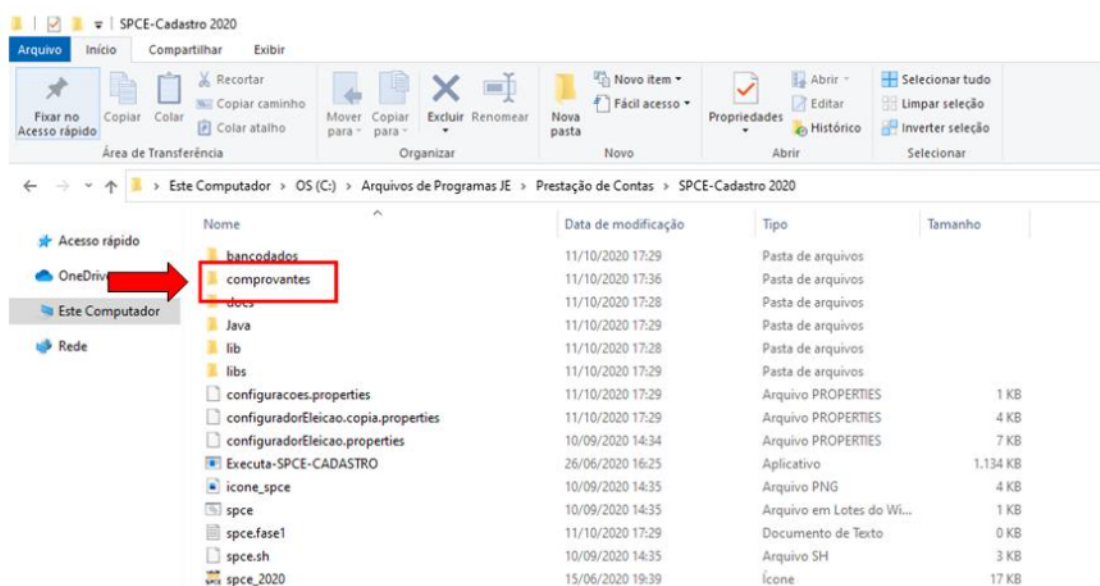 SPCE-Cadastro 2020
Arquivo Início Compartilhar Exibir
Fixar no Acesso rápido
Copiar
Colar
Recortar
Copiar caminho
Colar atalho
Área de Transferência
Mover para
Copiar para
Excluir
Renomear
Organizar
Nova pasta
Novo item
Fácil acesso
Novo
Propriedades
Abrir
Editar
Histórico
Abrir
Selecionar tudo
Limpar seleção
Inverter seleção
Selecionar
Este Computador > OS (C:) > Arquivos de Programas JE > Prestação de Contas > SPCE-Cadastro 2020
Acesso rápido
OneDriv
Este Computador
Rede
Nome Data de modificação Tipo Tamanho
bancodados 11/10/2020 17:29 Pasta de arquivos
comprovantes 11/10/2020 17:36 Pasta de arquivos
docs 11/10/2020 17:28 Pasta de arquivos
Java 11/10/2020 17:29 Pasta de arquivos
lib 11/10/2020 17:28 Pasta de arquivos
libs 11/10/2020 17:29 Pasta de arquivos
configuracoes.properties 11/10/2020 17:29 Arquivo PROPERTIES 1 KB
configuradorEleicao.copia.properties 11/10/2020 17:29 Arquivo PROPERTIES 4 KB
configuradorEleicao.properties 10/09/2020 14:34 Arquivo PROPERTIES 7 KB
Executa-SPCE-CADASTRO 26/06/2020 16:25 Aplicativo 1.134 KB
icone_spce 10/09/2020 14:35 Arquivo PNG 4 KB
spce 10/09/2020 14:35 Arquivo em Lotes do Wi... 1 KB
spce.fase1 11/10/2020 17:29 Documento de Texto 0 KB
spce.sh 10/09/2020 14:35 Arquivo SH 3 KB
spce_2020 15/06/2020 19:39 Ícone 17 KB